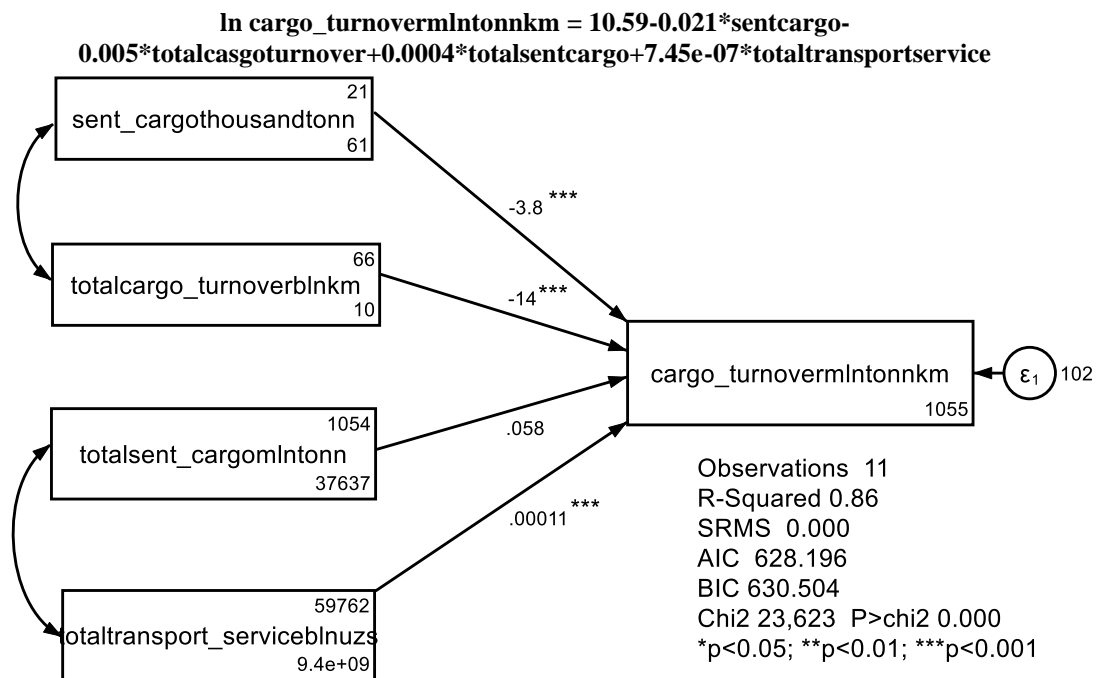 ln cargo_turnovermlntonnkm = 10.59-0.021*sentcargo-
0.005*totalcasgoturnover+0.0004*totalsentcargo+7.45e-07*totaltransportservice
21
sent_cargothousandtonn
61
-3.8 ***
66
totalcargo_turnoverblnkm
10
-14 ***
cargo_turnovermlntonnkm
1055
ε1 102
1054
totalsent_cargomlntonn
37637
.058
.00011 ***
59762
otaltransport_serviceblnuzs
9.4e+09
Observations 11
R-Squared 0.86
SRMS 0.000
AIC 628.196
BIC 630.504
Chi2 23,623 P>chi2 0.000
*p<0.05; **p<0.01; ***p<0.001